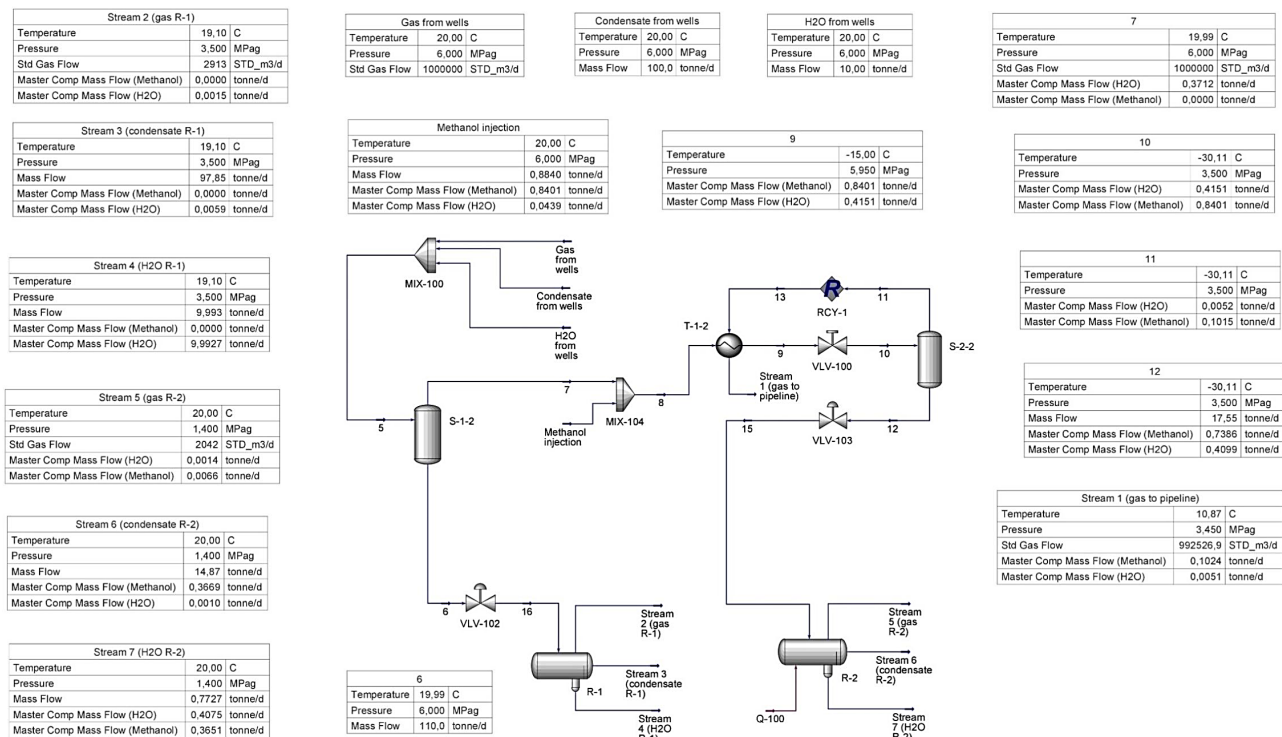 Stream 2 (gas R-1)
Temperature 19,10 C
Pressure 3,500 MPag
Std Gas Flow 2913 STD_m3/d
Master Comp Mass Flow (Methanol) 0,0000 tonne/d
Master Comp Mass Flow (H2O) 0,0015 tonne/d
Gas from wells
Temperature 20,00 C
Pressure 6,000 MPag
Std Gas Flow 1000000 STD_m3/d
Condensate from wells
Temperature 20,00 C
Pressure 6,000 MPag
Mass Flow 100,0 tonne/d
H2O from wells
Temperature 20,00 C
Pressure 6,000 MPag
Mass Flow 10,00 tonne/d
7
Temperature 19,99 C
Pressure 6,000 MPag
Std Gas Flow 1000000 STD_m3/d
Master Comp Mass Flow (H2O) 0,3712 tonne/d
Master Comp Mass Flow (Methanol) 0,0000 tonne/d
Stream 3 (condensate R-1)
Temperature 19,10 C
Pressure 3,500 MPag
Mass Flow 97,85 tonne/d
Master Comp Mass Flow (Methanol) 0,0000 tonne/d
Master Comp Mass Flow (H2O) 0,0059 tonne/d
Methanol injection
Temperature 20,00 C
Pressure 6,000 MPag
Mass Flow 0,8840 tonne/d
Master Comp Mass Flow (Methanol) 0,8401 tonne/d
Master Comp Mass Flow (H2O) 0,0439 tonne/d
9
Temperature -15,00 C
Pressure 5,950 MPag
Master Comp Mass Flow (Methanol) 0,8401 tonne/d
Master Comp Mass Flow (H2O) 0,4151 tonne/d
10
Temperature -30,11 C
Pressure 3,500 MPag
Master Comp Mass Flow (H2O) 0,4151 tonne/d
Master Comp Mass Flow (Methanol) 0,8401 tonne/d
Stream 4 (H2O R-1)
Temperature 19,10 C
Pressure 3,500 MPag
Mass Flow 9,993 tonne/d
Master Comp Mass Flow (Methanol) 0,0000 tonne/d
Master Comp Mass Flow (H2O) 9,9927 tonne/d
11
Temperature -30,11 C
Pressure 3,500 MPag
Master Comp Mass Flow (H2O) 0,0052 tonne/d
Master Comp Mass Flow (Methanol) 0,1015 tonne/d
Stream 5 (gas R-2)
Temperature 20,00 C
Pressure 1,400 MPag
Std Gas Flow 2042 STD_m3/d
Master Comp Mass Flow (H2O) 0,0014 tonne/d
Master Comp Mass Flow (Methanol) 0,0066 tonne/d
12
Temperature -30,11 C
Pressure 3,500 MPag
Mass Flow 17,55 tonne/d
Master Comp Mass Flow (Methanol) 0,7386 tonne/d
Master Comp Mass Flow (H2O) 0,4099 tonne/d
Stream 6 (condensate R-2)
Temperature 20,00 C
Pressure 1,400 MPag
Mass Flow 14,87 tonne/d
Master Comp Mass Flow (Methanol) 0,3669 tonne/d
Master Comp Mass Flow (H2O) 0,0010 tonne/d
Stream 1 (gas to pipeline)
Temperature 10,87 C
Pressure 3,450 MPag
Std Gas Flow 992526,9 STD_m3/d
Master Comp Mass Flow (Methanol) 0,1024 tonne/d
Master Comp Mass Flow (H2O) 0,0051 tonne/d
Stream 7 (H2O R-2)
Temperature 20,00 C
Pressure 1,400 MPag
Mass Flow 0,7727 tonne/d
Master Comp Mass Flow (H2O) 0,4075 tonne/d
Master Comp Mass Flow (Methanol) 0,3651 tonne/d
6
Temperature 19,99 C
Pressure 6,000 MPag
Mass Flow 110,0 tonne/d
MIX-100
Gas
from
wells
Condensate
from wells
H2O
from
wells
13
R
11
RCY-1
T-1-2
9
VLV-100
10
S-2-2
Stream
1 (gas to
pipeline)
7
5
S-1-2
Methanol
injection
MIX-104
8
15
VLV-103
12
6
VLV-102
16
Stream
2 (gas
R-1)
R-1
Stream 3
(condensate
R-1)
Stream
4 (H2O
R-1)
Stream
5 (gas
R-2)
R-2
Stream 6
(condensate
R-2)
Q-100
Stream
7 (H2O
R-2)